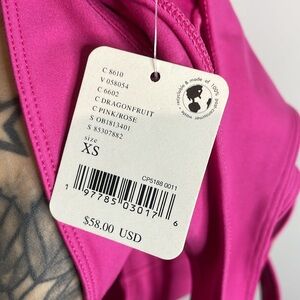 C 8610
V 058054
C 6602
C DRAGONFRUIT
C PINK/ROSE
S OB1813401
S 85307882
size
XS
CP5188 0011
1 97785 03017 6
$58.00 USD
recyclable & made of 100% post-consumer waste